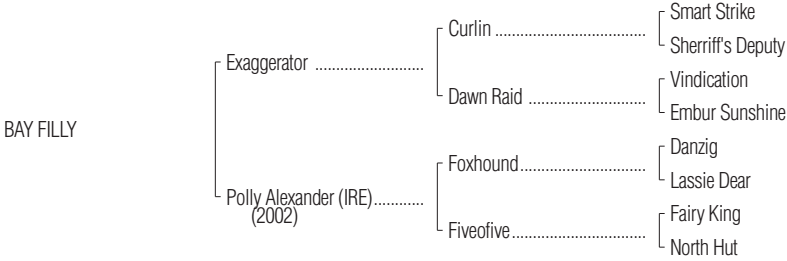 Smart Strike
Curlin ................................
Sherriff's Deputy
Exaggerator .........................
Vindication
Dawn Raid .........................
Embur Sunshine
BAY FILLY
Danzig
Foxhound............................
Lassie Dear
Polly Alexander (IRE)............
(2002)
Fairy King
Fiveofive.............................
North Hut